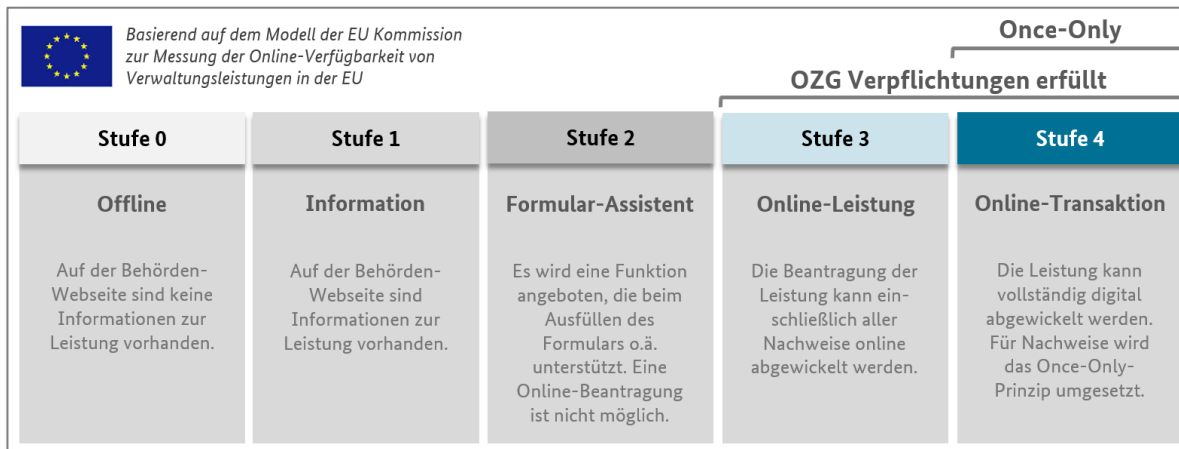 Basierend auf dem Modell der EU Kommission
zur Messung der Online-Verfügbarkeit von
Verwaltungsleistungen in der EU
Once-Only
OZG Verpflichtungen erfüllt
Stufe 0
Offline
Auf der Behörden-
Webseite sind keine
Informationen zur
Leistung vorhanden.
Stufe 1
Information
Auf der Behörden-
Webseite sind
Informationen zur
Leistung vorhanden.
Stufe 2
Formular-Assistent
Es wird eine Funktion
angeboten, die beim
Ausfüllen des
Formulars o.ä.
unterstützt. Eine
Online-Beantragung
ist nicht möglich.
Stufe 3
Online-Leistung
Die Beantragung der
Leistung kann ein-
schließlich aller
Nachweise online
abgewickelt werden.
Stufe 4
Online-Transaktion
Die Leistung kann
vollständig digital
abgewickelt werden.
Für Nachweise wird
das Once-Only-
Prinzip umgesetzt.